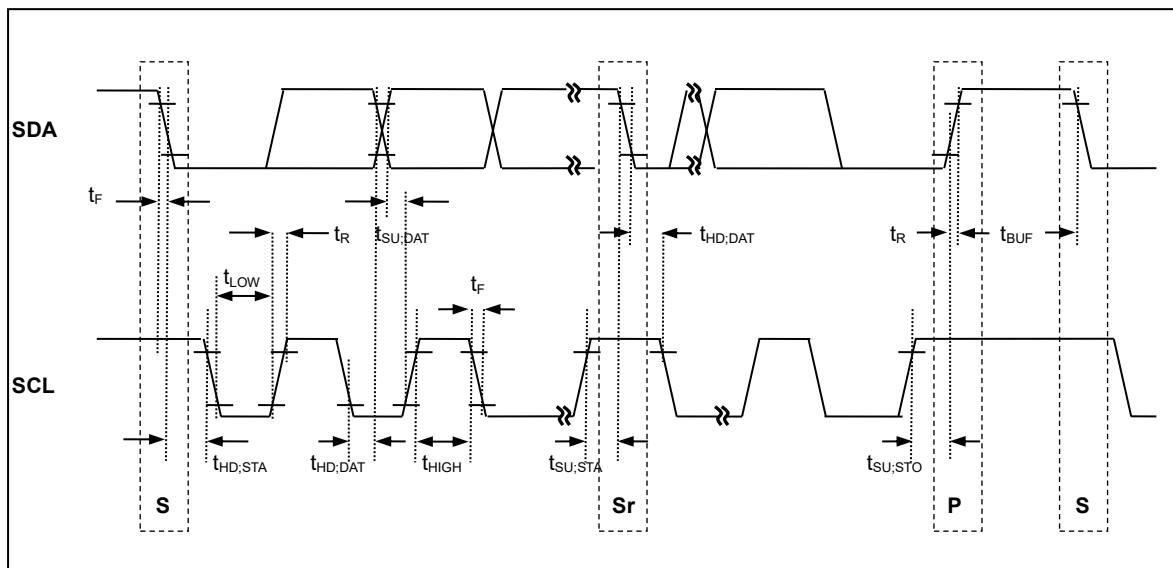 SDA
t_F
t_R
t_SU;DAT
t_HD;DAT
t_R
t_BUF
t_LOW
t_F
SCL
t_HD;STA
t_HD;DAT
t_HIGH
t_SU;STA
t_SU;STO
S
Sr
P
S